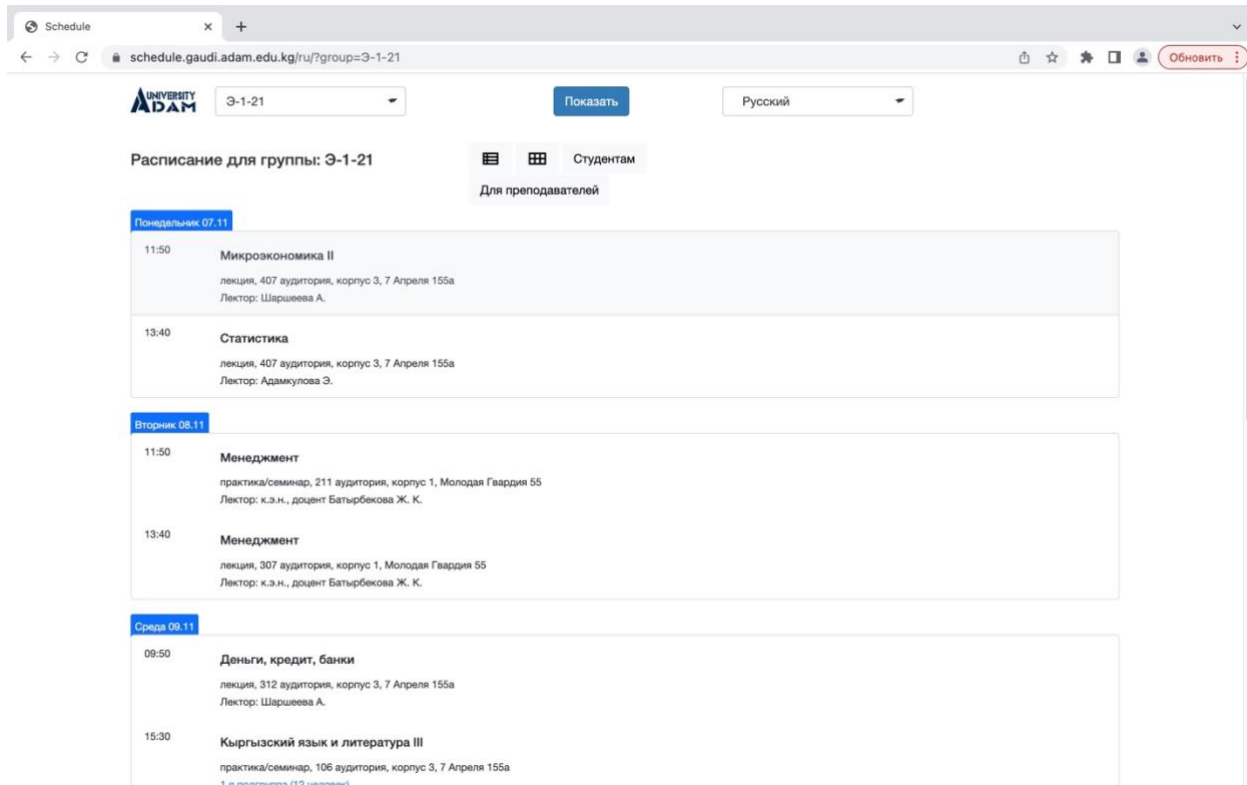 Schedule
schedule.gaudi.adam.edu.kg/ru/?group=Э-1-21
Обновить
UNIVERSITY
ADAM
Э-1-21
Показать
Русский
Расписание для группы: Э-1-21
Студентам
Для преподавателей
Понедельник 07.11
11:50
Микроэкономика II
лекция, 407 аудитория, корпус 3, 7 Апреля 155а
Лектор: Шаршеева А.
13:40
Статистика
лекция, 407 аудитория, корпус 3, 7 Апреля 155а
Лектор: Адамкулова Э.
Вторник 08.11
11:50
Менеджмент
практика/семинар, 211 аудитория, корпус 1, Молодая Гвардия 55
Лектор: к.э.н., доцент Батырбекова Ж. К.
13:40
Менеджмент
лекция, 307 аудитория, корпус 1, Молодая Гвардия 55
Лектор: к.э.н., доцент Батырбекова Ж. К.
Среда 09.11
09:50
Деньги, кредит, банки
лекция, 312 аудитория, корпус 3, 7 Апреля 155а
Лектор: Шаршеева А.
15:30
Кыргызский язык и литература III
практика/семинар, 106 аудитория, корпус 3, 7 Апреля 155а